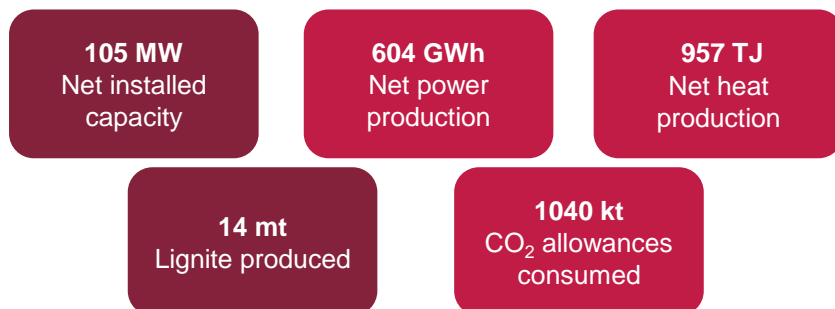 105 MW
Net installed
capacity
604 GWh
Net power
production
957 TJ
Net heat
production
14 mt
Lignite produced
1040 kt
CO₂ allowances
consumed